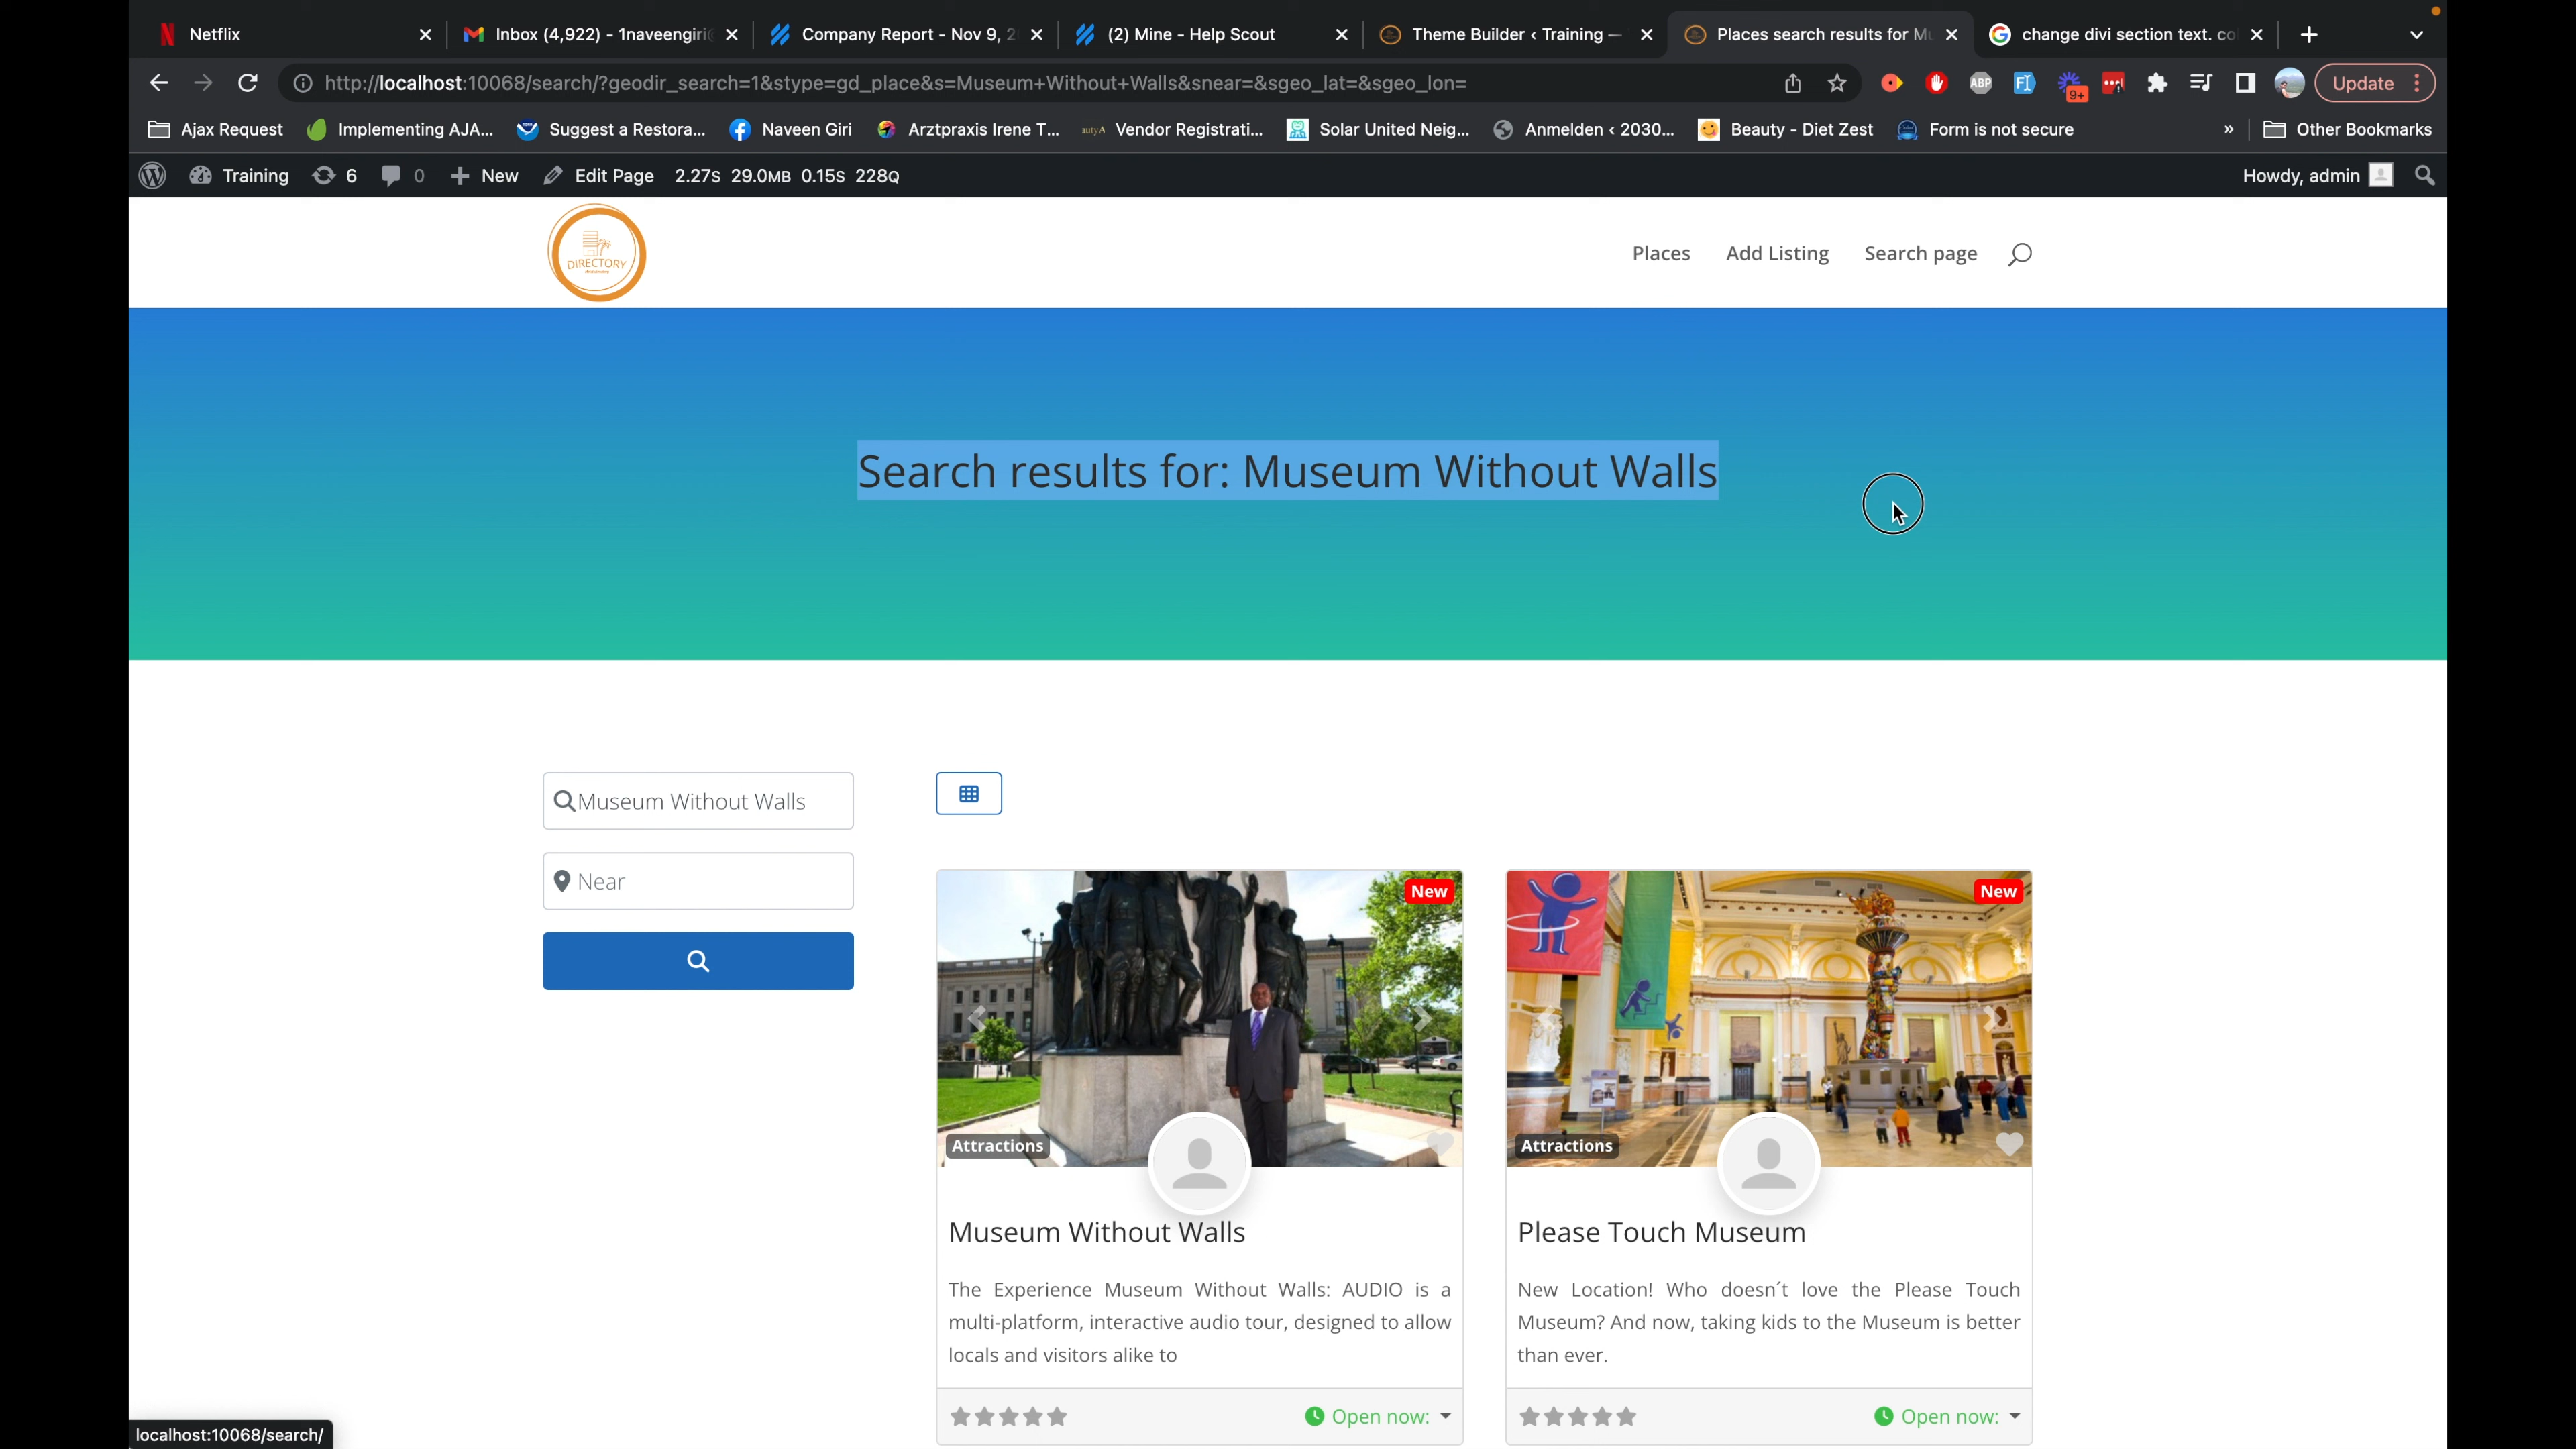 Netflix
Inbox (4,922) - 1naveengiri@
Company Report - Nov 9, 2
(2) Mine - Help Scout
Theme Builder ‹ Training —
Places search results for Mu
change divi section text. co
http://localhost:10068/search/?geodir_search=1&stype=gd_place&s=Museum+Without+Walls&snear=&sgeo_lat=&sgeo_lon=
ABP
9+
Update
Ajax Request
Implementing AJA...
Suggest a Restora...
Naveen Giri
Arztpraxis Irene T...
Vendor Registrati...
Solar United Neig...
Anmelden ‹ 2030...
Beauty - Diet Zest
Form is not secure
»
Other Bookmarks
Training
6
0
New
Edit Page
2.27S 29.0MB 0.15S 228Q
Howdy, admin
DIRECTORY
Places
Add Listing
Search page
Search results for: Museum Without Walls
Museum Without Walls
Near
New
Attractions
Museum Without Walls
The Experience Museum Without Walls: AUDIO is a
multi-platform, interactive audio tour, designed to allow
locals and visitors alike to
Open now:
New
Attractions
Please Touch Museum
New Location! Who doesn´t love the Please Touch
Museum? And now, taking kids to the Museum is better
than ever.
Open now:
localhost:10068/search/